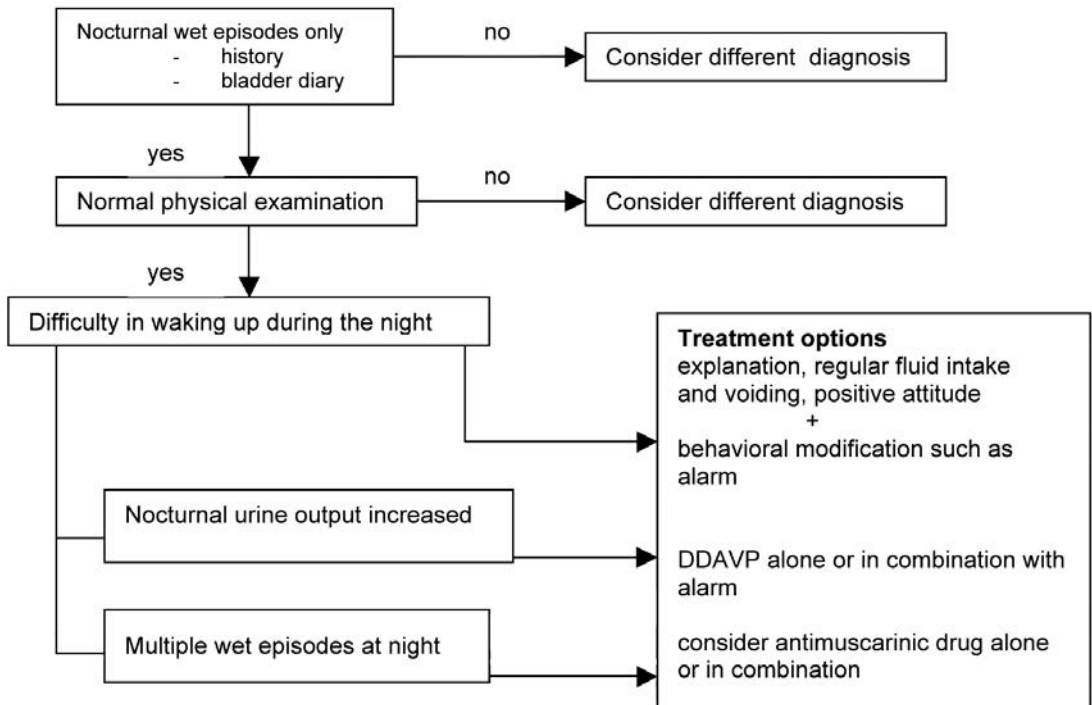 Nocturnal wet episodes only
- history
- bladder diary
no
Consider different diagnosis
yes
Normal physical examination
no
Consider different diagnosis
yes
Difficulty in waking up during the night
Treatment options
explanation, regular fluid intake
and voiding, positive attitude
+
behavioral modification such as
alarm
Nocturnal urine output increased
DDAVP alone or in combination with
alarm
Multiple wet episodes at night
consider antimuscarinic drug alone
or in combination